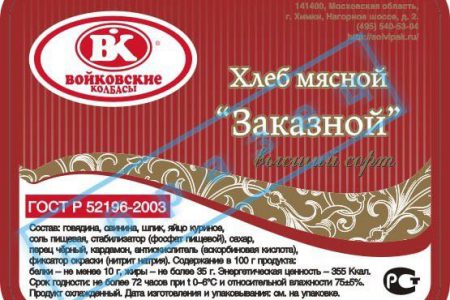 141400, Московская область,
г. Химки, Нагорное шоссе, д. 2.
(495) 540-53-04
http://solvipak.ru/
ВК
ВОЙКОВСКИЕ
КОЛБАСЫ
Хлеб мясной
“Заказной”
высший сорт
ГОСТ Р 52196-2003
Состав: говядина, свинина, шпик, яйцо куриное,
соль пищевая, стабилизатор (фосфат пищевой), сахар,
перец чёрный, кардамон, антиокислитель (аскорбиновая кислота),
фиксатор окраски (нитрит натрия). Содержание в 100 г продукта:
белки – не менее 10 г, жиры – не более 35 г. Энергетическая ценность – 355 Ккал.
Срок годности: не более 72 часов при t 0–6°С и относительной влажности 75±5%.
Продукт охлажденный. Дата изготовления и упаковывания: см. на упаковке.
РСТ